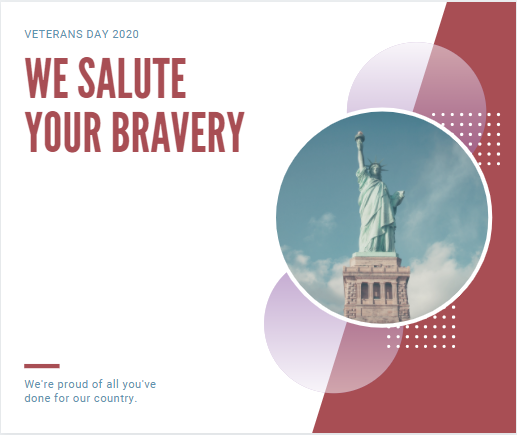 VETERANS DAY 2020
WE SALUTE
YOUR BRAVERY
We're proud of all you've
done for our country.